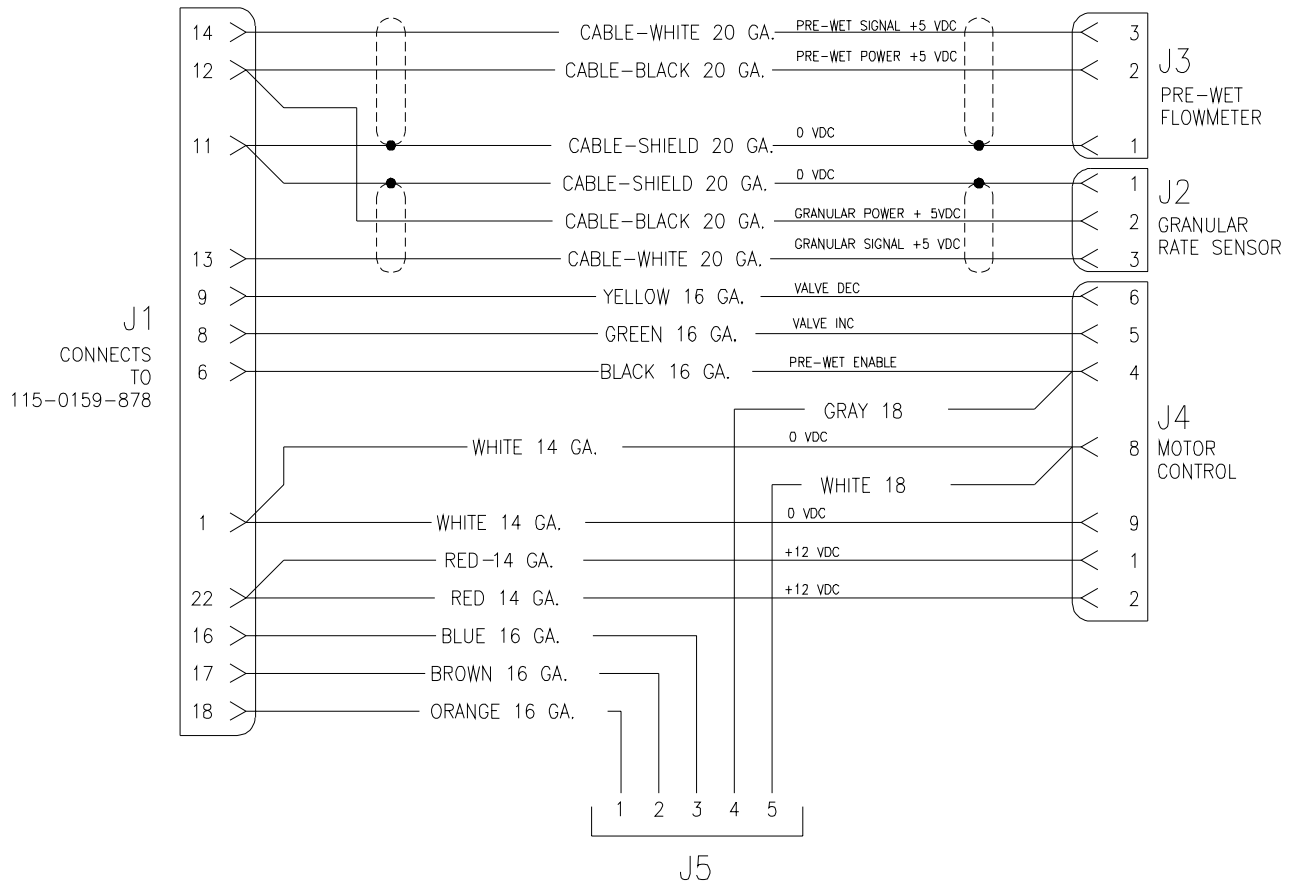 14 CABLE-WHITE 20 GA. PRE-WET SIGNAL +5 VDC 3
12 CABLE-BLACK 20 GA. PRE-WET POWER +5 VDC 2
J3
PRE-WET
FLOWMETER
11 CABLE-SHIELD 20 GA. 0 VDC 1
CABLE-SHIELD 20 GA. 0 VDC 1
J2
CABLE-BLACK 20 GA. GRANULAR POWER + 5VDC 2
GRANULAR
RATE SENSOR
13 CABLE-WHITE 20 GA. GRANULAR SIGNAL +5 VDC 3
9 YELLOW 16 GA. VALVE DEC 6
J1
8 GREEN 16 GA. VALVE INC 5
CONNECTS
TO
115-0159-878
6 BLACK 16 GA. PRE-WET ENABLE 4
GRAY 18
J4
MOTOR
CONTROL
WHITE 14 GA. 0 VDC 8
WHITE 18
1 WHITE 14 GA. 0 VDC 9
RED-14 GA. +12 VDC 1
22 RED 14 GA. +12 VDC 2
16 BLUE 16 GA.
17 BROWN 16 GA.
18 ORANGE 16 GA.
1 2 3 4 5
J5